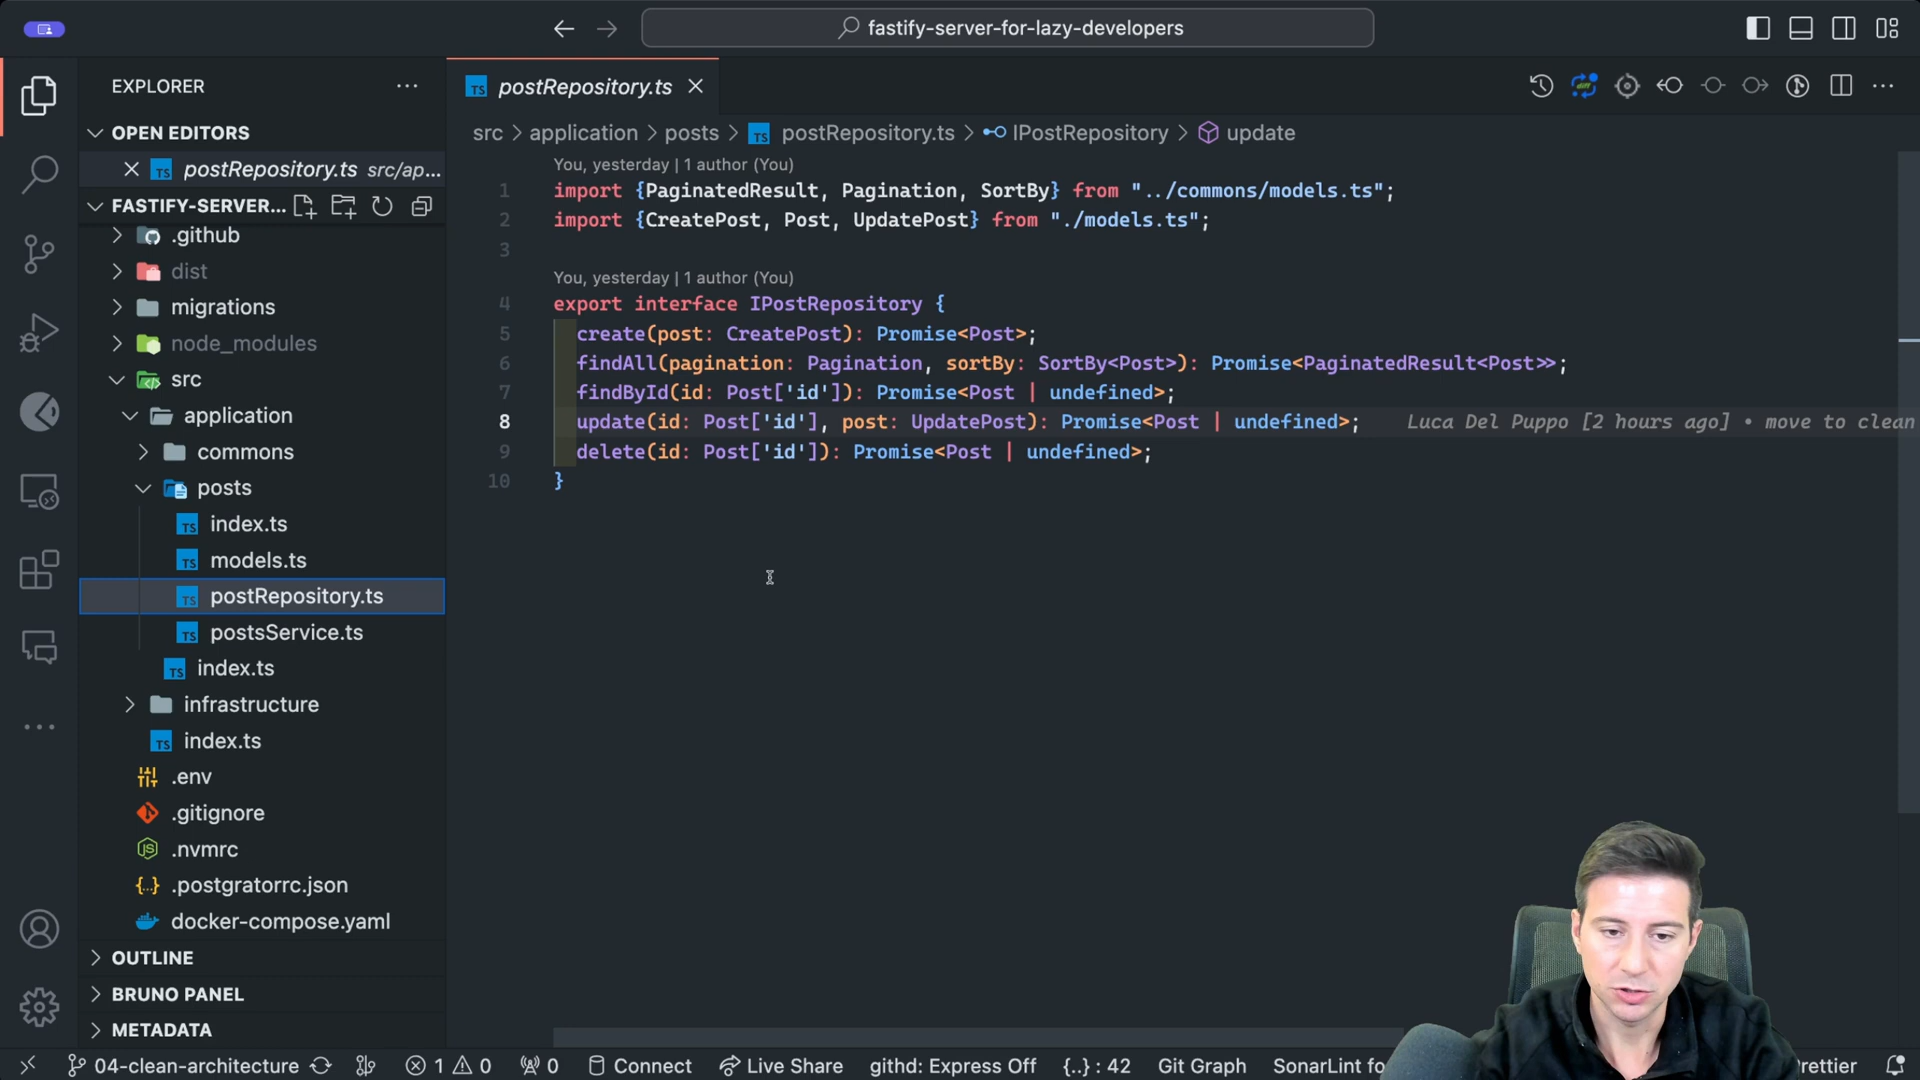 fastify-server-for-lazy-developers
EXPLORER
OPEN EDITORS
postRepository.ts src/ap...
FASTIFY-SERVER...
.github
dist
migrations
node_modules
src
application
commons
posts
index.ts
models.ts
postRepository.ts
postsService.ts
index.ts
infrastructure
index.ts
.env
.gitignore
.nvmrc
.postgratorrc.json
docker-compose.yaml
OUTLINE
BRUNO PANEL
METADATA
postRepository.ts
src > application > posts > postRepository.ts > IPostRepository > update
You, yesterday | 1 author (You)
1 import {PaginatedResult, Pagination, SortBy} from "../commons/models.ts";
2 import {CreatePost, Post, UpdatePost} from "./models.ts";
3
You, yesterday | 1 author (You)
4 export interface IPostRepository {
5 create(post: CreatePost): Promise<Post>;
6 findAll(pagination: Pagination, sortBy: SortBy<Post>): Promise<PaginatedResult<Post>>;
7 findById(id: Post['id']): Promise<Post | undefined>;
8 update(id: Post['id'], post: UpdatePost): Promise<Post | undefined>; Luca Del Puppo [2 hours ago] • move to clean
9 delete(id: Post['id']): Promise<Post | undefined>;
10 }
04-clean-architecture 1 0 0 Connect Live Share githd: Express Off {..} : 42 Git Graph SonarLint fo rettier